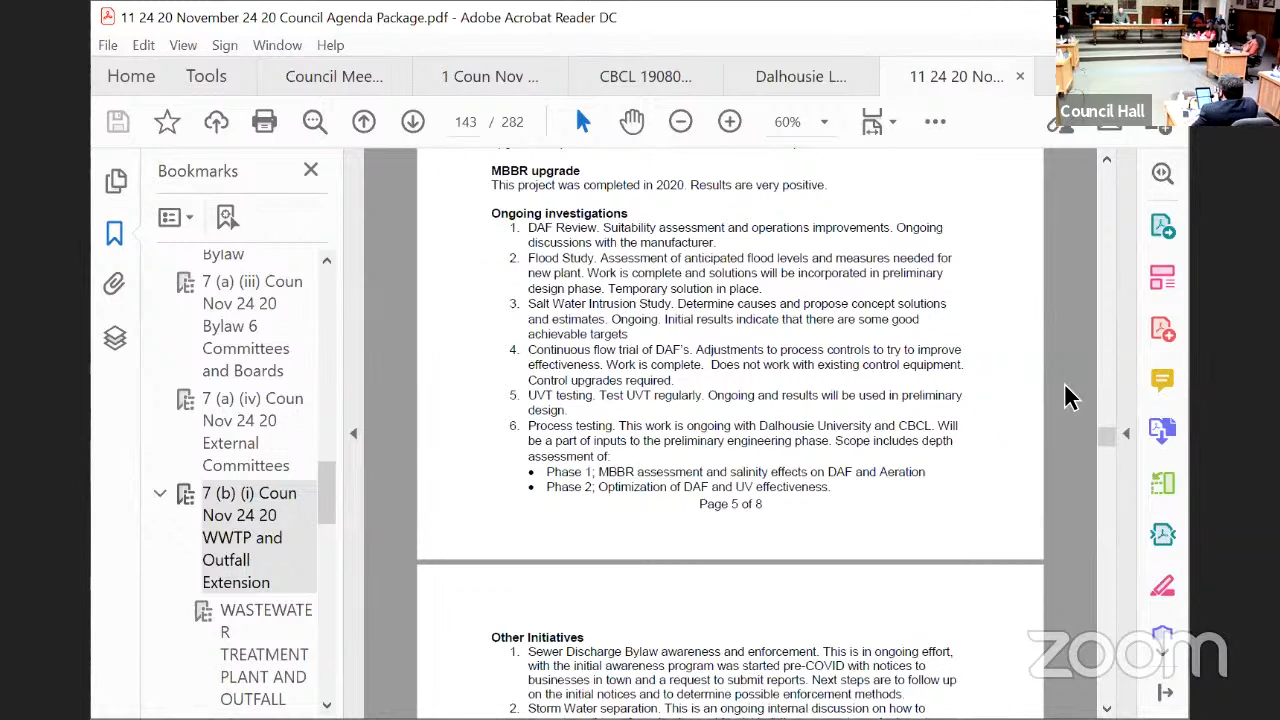 11 24 20 November 24 20 Council Agenda Package.pdf - Adobe Acrobat Reader DC
File Edit View Sign Window Help
Home Tools Council Mee... 1 Coun Nov ... CBCL 19080... Dalhousie L... 11 24 20 No... ×
Council Hall
143 / 282 60%
Bookmarks
Bylaw
7 (a) (iii) Coun
Nov 24 20
Bylaw 6
Committees
and Boards
7 (a) (iv) Coun
Nov 24 20
External
Committees
7 (b) (i) Coun
Nov 24 20
WWTP and
Outfall
Extension
WASTEWATE
R
TREATMENT
PLANT AND
OUTFALL
MBBR upgrade
This project was completed in 2020. Results are very positive.
Ongoing investigations
1. DAF Review. Suitability assessment and operations improvements. Ongoing
discussions with the manufacturer.
2. Flood Study. Assessment of anticipated flood levels and measures needed for
new plant. Work is complete and solutions will be incorporated in preliminary
design phase. Temporary solution in place.
3. Salt Water Intrusion Study. Determine causes and propose concept solutions
and estimates. Ongoing. Initial results indicate that there are some good
achievable targets
4. Continuous flow trial of DAF's. Adjustments to process controls to try to improve
effectiveness. Work is complete. Does not work with existing control equipment.
Control upgrades required.
5. UVT testing. Test UVT regularly. Ongoing and results will be used in preliminary
design.
6. Process testing. This work is ongoing with Dalhousie University and CBCL. Will
be a part of inputs to the preliminary engineering phase. Scope includes depth
assessment of:
• Phase 1; MBBR assessment and salinity effects on DAF and Aeration
• Phase 2; Optimization of DAF and UV effectiveness.
Page 5 of 8
Other Initiatives
1. Sewer Discharge Bylaw awareness and enforcement. This is in ongoing effort,
with the initial awareness program was started pre-COVID with notices to
businesses in town and a request to submit reports. Next steps are to follow up
on the initial notices and to determine possible enforcement methods.
2. Storm Water separation. This is an ongoing internal discussion on how to
zoom